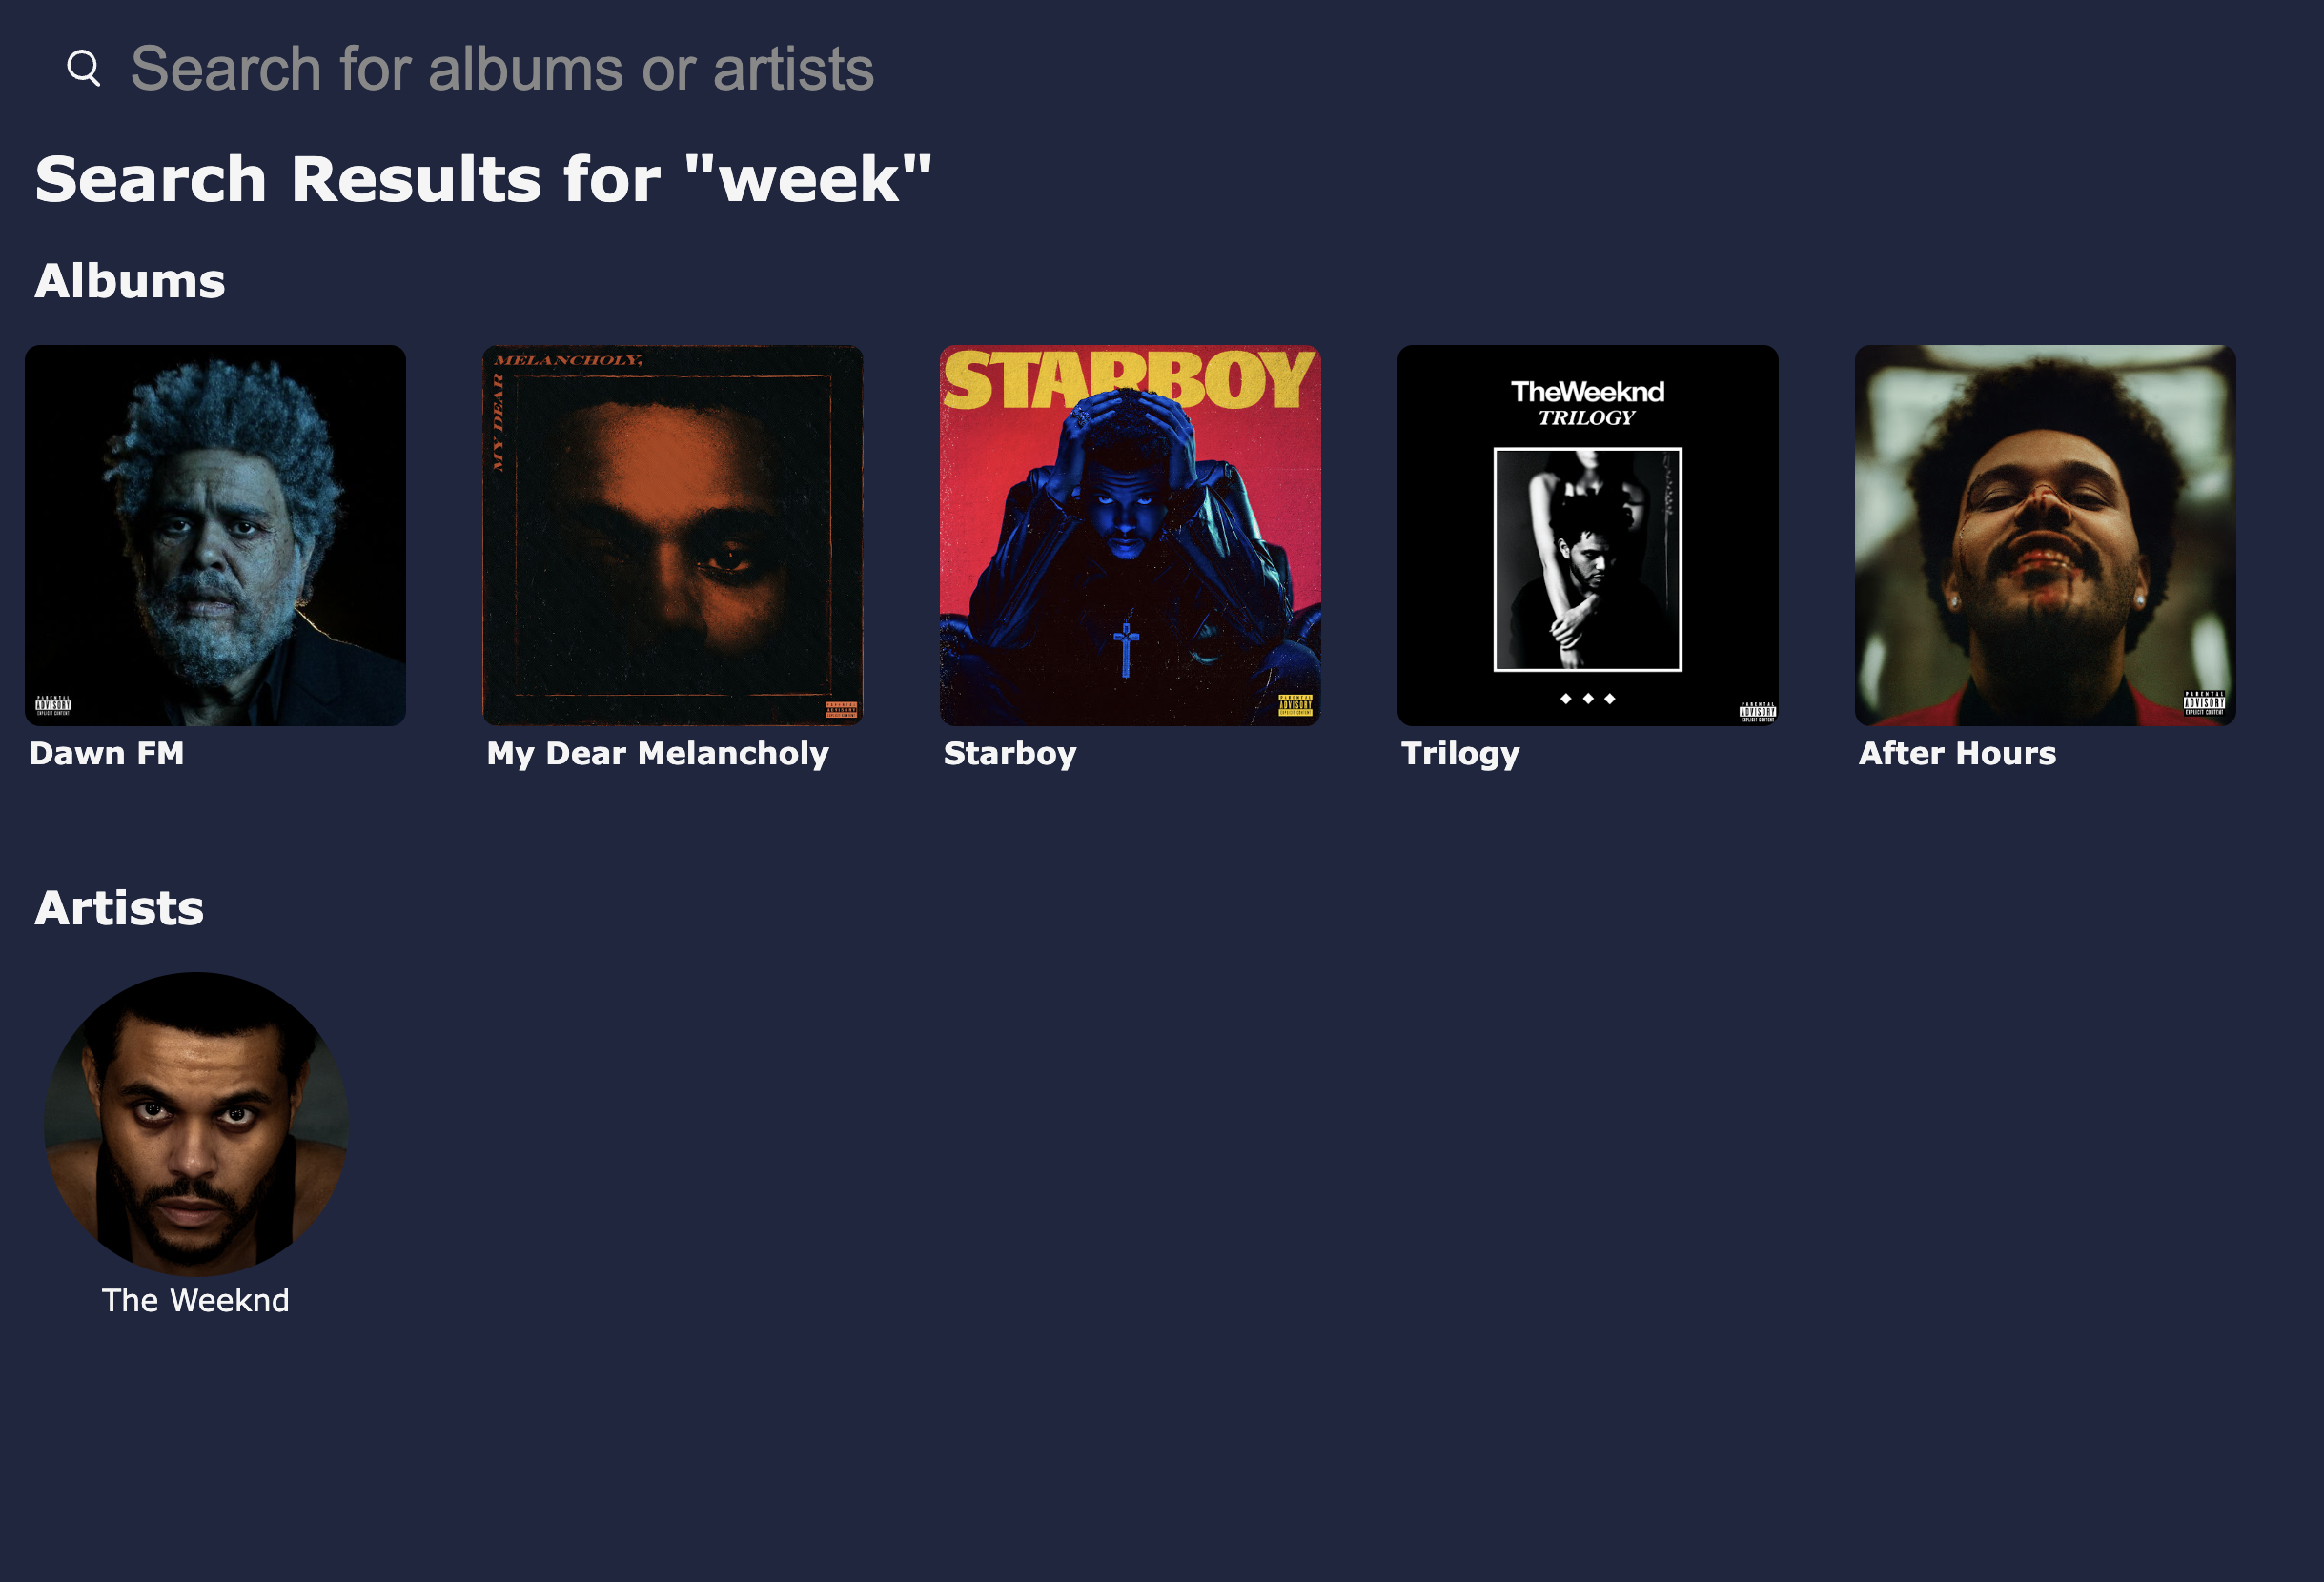 Search for albums or artists
Search Results for "week"
Albums
MELANCHOLY,
MY DEAR
STARBOY
TheWeeknd
TRILOGY
PARENTAL
ADVISORY
EXPLICIT CONTENT
PARENTAL
ADVISORY
EXPLICIT CONTENT
PARENTAL
ADVISORY
EXPLICIT CONTENT
PARENTAL
ADVISORY
EXPLICIT CONTENT
PARENTAL
ADVISORY
EXPLICIT CONTENT
Dawn FM
My Dear Melancholy
Starboy
Trilogy
After Hours
Artists
The Weeknd